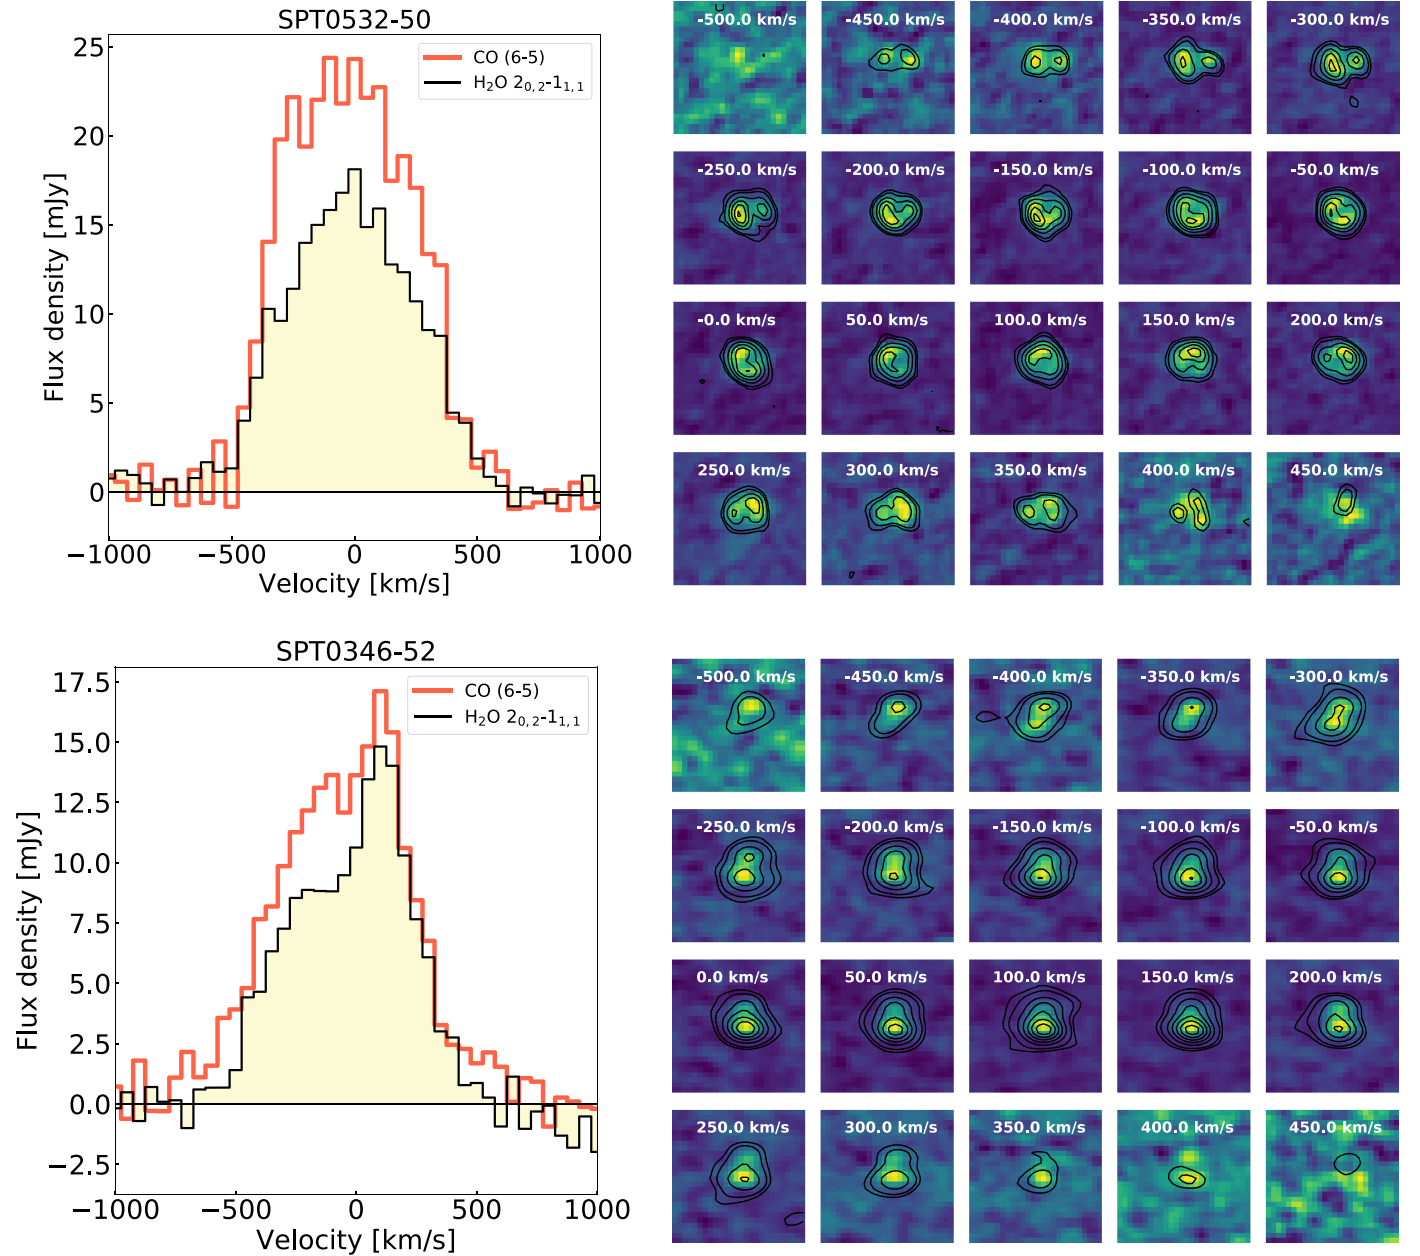 SPT0532-50
CO (6-5)
H₂O 2₀,₂-1₁,₁
25
20
15
10
5
0
Flux density [mJy]
−1000 −500 0 500 1000
Velocity [km/s]
-500.0 km/s -450.0 km/s -400.0 km/s -350.0 km/s -300.0 km/s
-250.0 km/s -200.0 km/s -150.0 km/s -100.0 km/s -50.0 km/s
-0.0 km/s 50.0 km/s 100.0 km/s 150.0 km/s 200.0 km/s
250.0 km/s 300.0 km/s 350.0 km/s 400.0 km/s 450.0 km/s
SPT0346-52
CO (6-5)
H₂O 2₀,₂-1₁,₁
17.5
15.0
12.5
10.0
7.5
5.0
2.5
0.0
−2.5
Flux density [mJy]
−1000 −500 0 500 1000
Velocity [km/s]
-500.0 km/s -450.0 km/s -400.0 km/s -350.0 km/s -300.0 km/s
-250.0 km/s -200.0 km/s -150.0 km/s -100.0 km/s -50.0 km/s
0.0 km/s 50.0 km/s 100.0 km/s 150.0 km/s 200.0 km/s
250.0 km/s 300.0 km/s 350.0 km/s 400.0 km/s 450.0 km/s